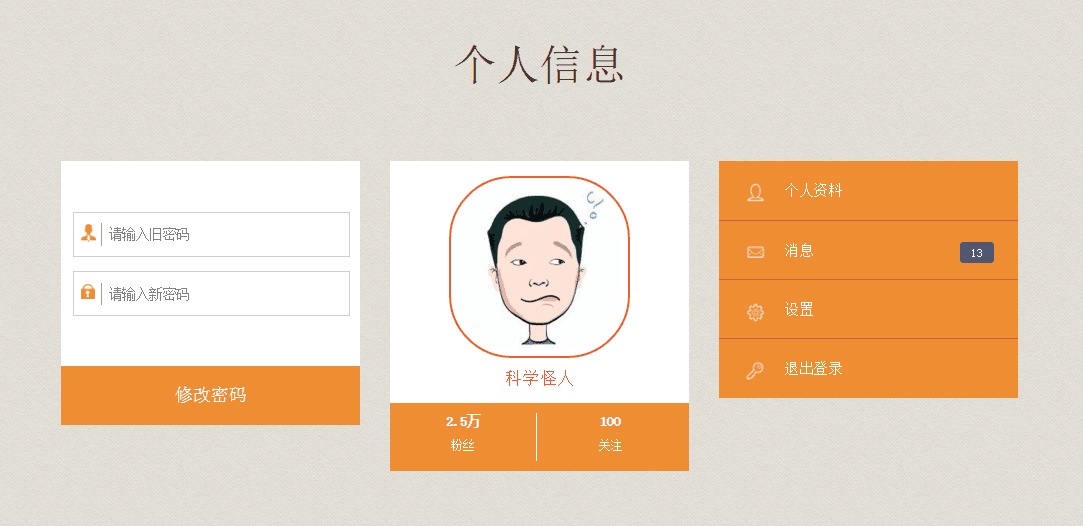 个人信息
请输入旧密码
请输入新密码
修改密码
科学怪人
2.5万
粉丝
100
关注
个人资料
消息
13
设置
退出登录